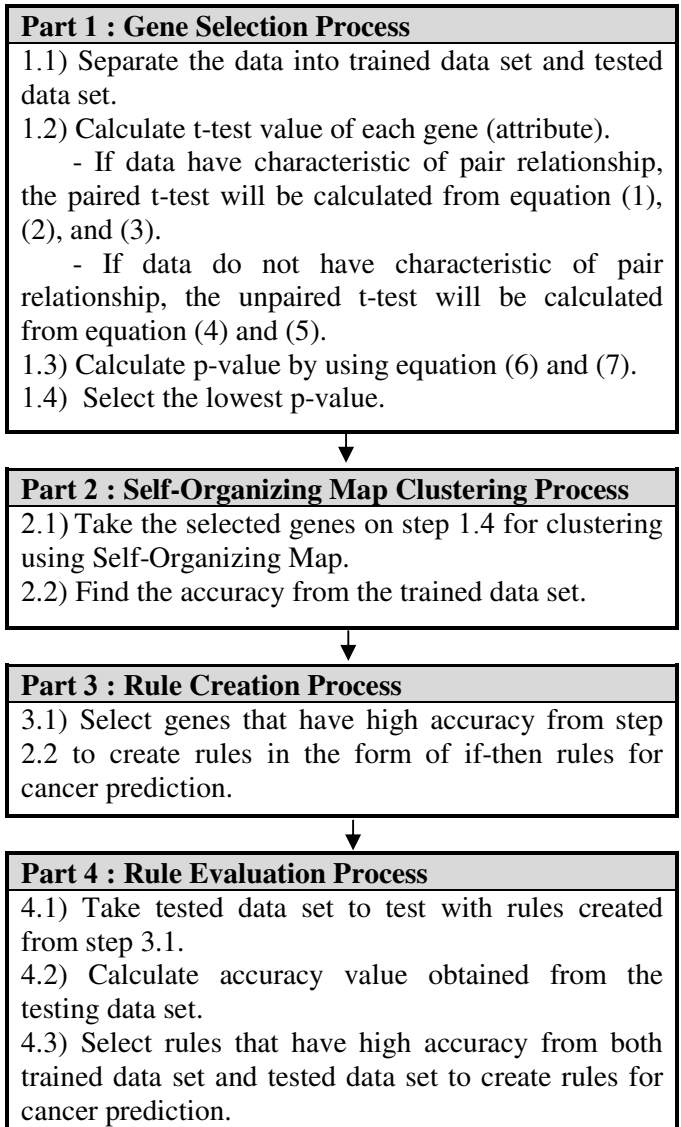 Part 1 : Gene Selection Process
1.1) Separate the data into trained data set and tested
data set.
1.2) Calculate t-test value of each gene (attribute).
- If data have characteristic of pair relationship,
the paired t-test will be calculated from equation (1),
(2), and (3).
- If data do not have characteristic of pair
relationship, the unpaired t-test will be calculated
from equation (4) and (5).
1.3) Calculate p-value by using equation (6) and (7).
1.4) Select the lowest p-value.
Part 2 : Self-Organizing Map Clustering Process
2.1) Take the selected genes on step 1.4 for clustering
using Self-Organizing Map.
2.2) Find the accuracy from the trained data set.
Part 3 : Rule Creation Process
3.1) Select genes that have high accuracy from step
2.2 to create rules in the form of if-then rules for
cancer prediction.
Part 4 : Rule Evaluation Process
4.1) Take tested data set to test with rules created
from step 3.1.
4.2) Calculate accuracy value obtained from the
testing data set.
4.3) Select rules that have high accuracy from both
trained data set and tested data set to create rules for
cancer prediction.